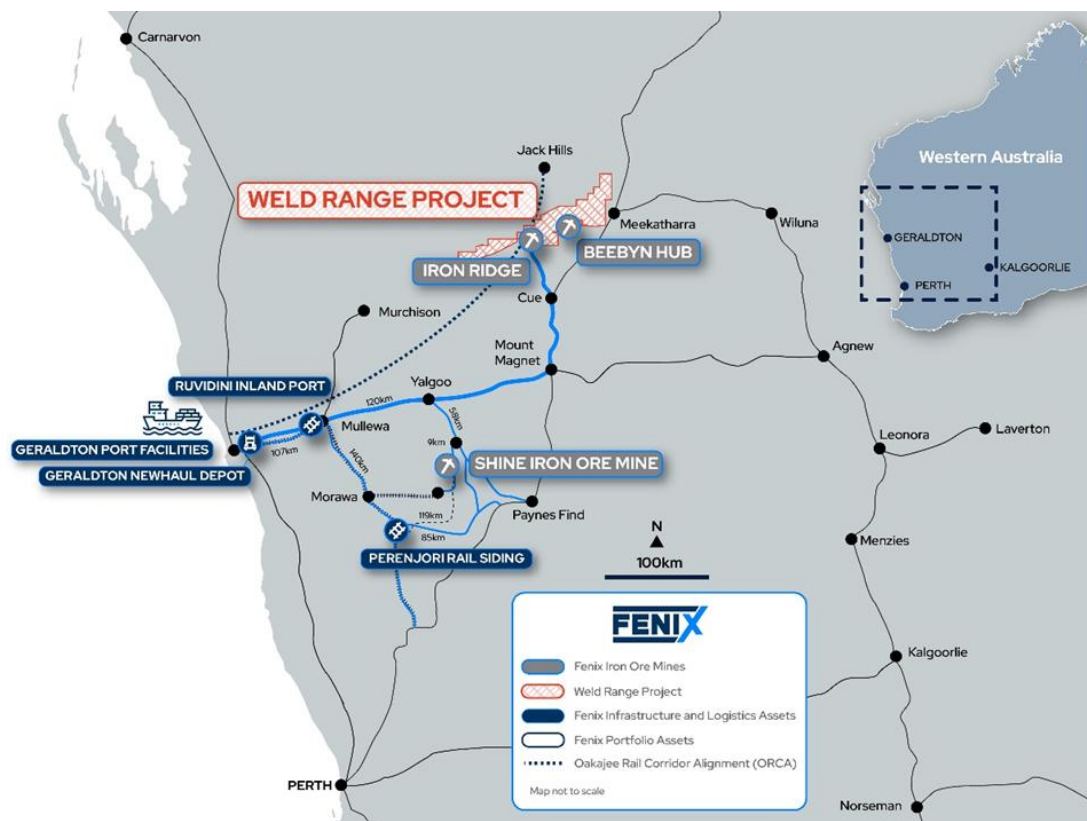 Carnarvon
Jack Hills
Western Australia
WELD RANGE PROJECT
Meekatharra
Wiluna
GERALDTON
BEEBYN HUB
IRON RIDGE
KALGOORLIE
PERTH
Cue
Murchison
Mount
Magnet
Agnew
RUVIDINI INLAND PORT
Yalgoo
120km
58km
Mullewa
GERALDTON PORT FACILITIES
107km
9km
Leonora
Laverton
GERALDTON NEWHAUL DEPOT
140km
SHINE IRON ORE MINE
Morawa
119km
Paynes Find
85km
N
Menzies
PERENJORI RAIL SIDING
100km
FENIX
Fenix Iron Ore Mines
Kalgoorlie
Weld Range Project
Fenix Infrastructure and Logistics Assets
Fenix Portfolio Assets
Oakajee Rail Corridor Alignment (ORCA)
PERTH
Map not to scale
Norseman